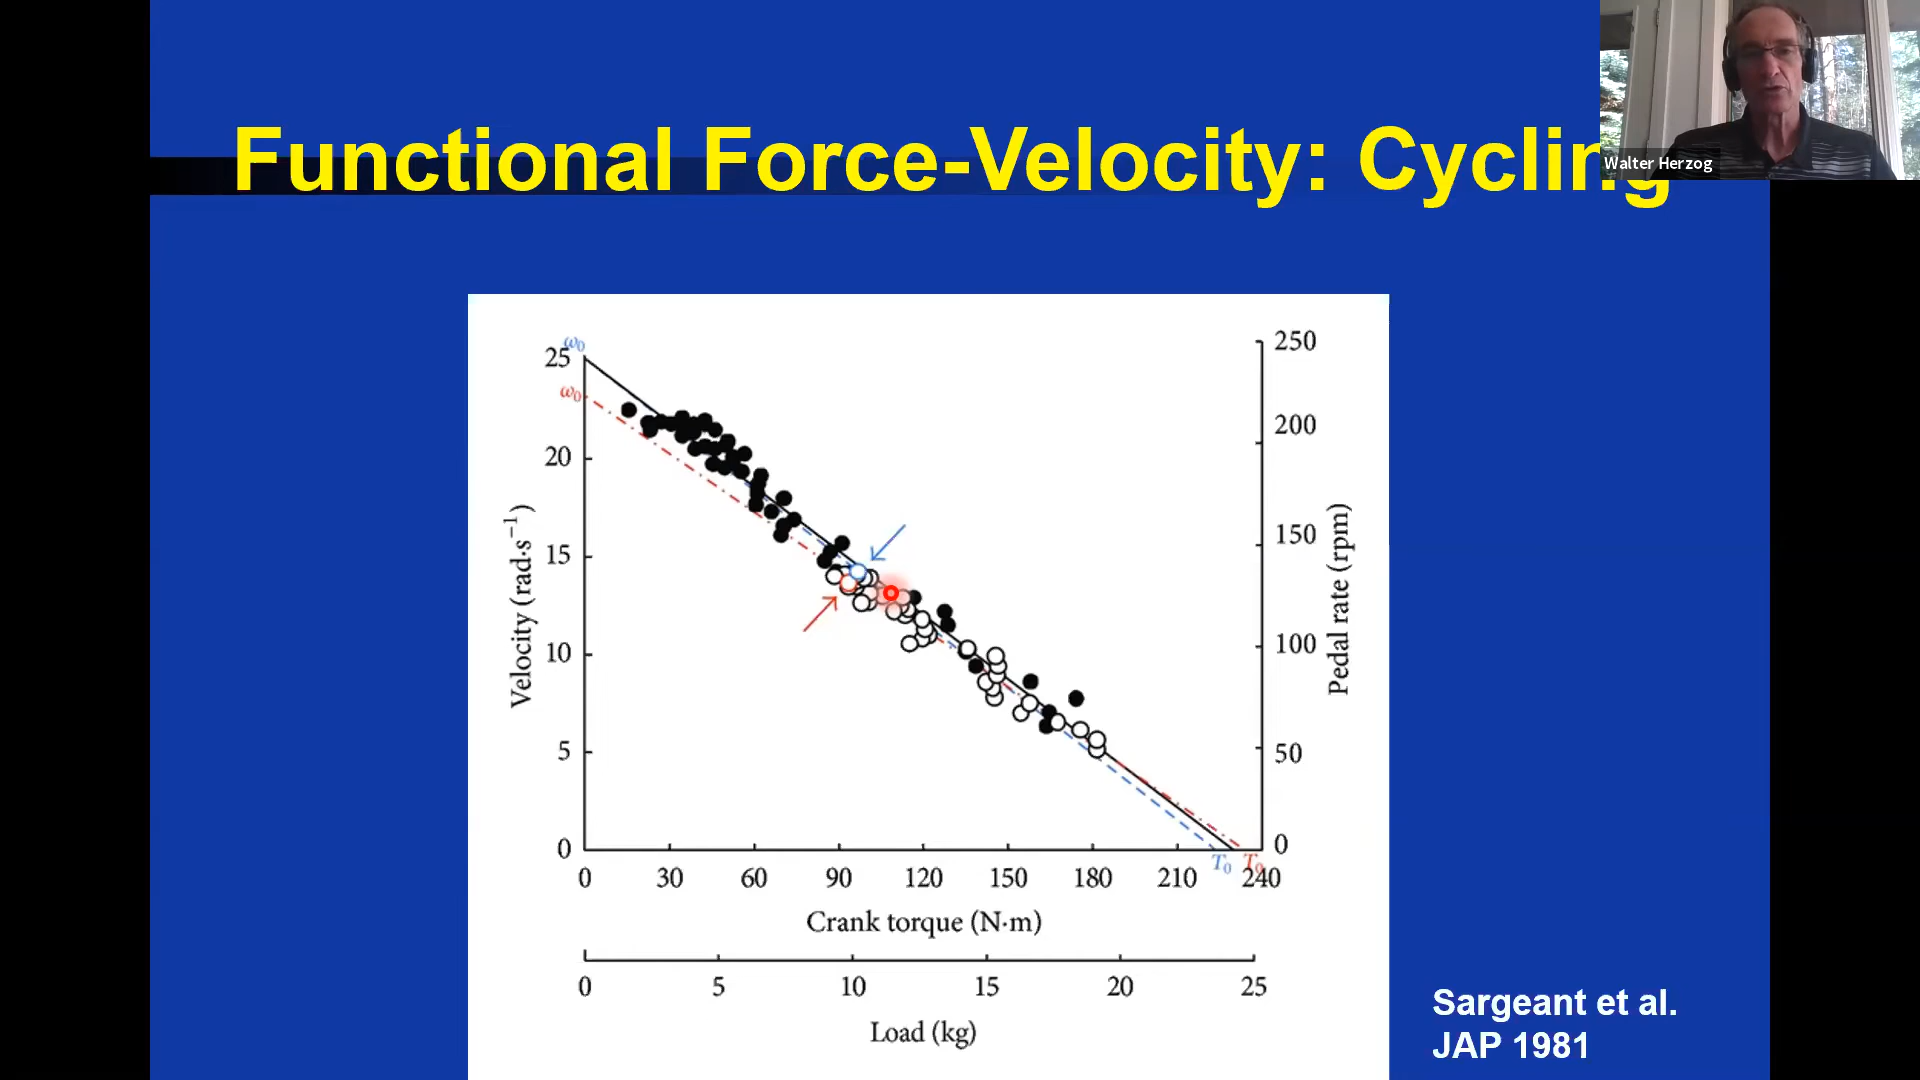 Functional Force-Velocity: Cycling
Walter Herzog
ω0
ω0
25
20
15
10
5
0
Velocity (rad·s−1)
250
200
150
100
50
0
Pedal rate (rpm)
T0 T0
0 30 60 90 120 150 180 210 240
Crank torque (N·m)
0 5 10 15 20 25
Load (kg)
Sargeant et al.
JAP 1981